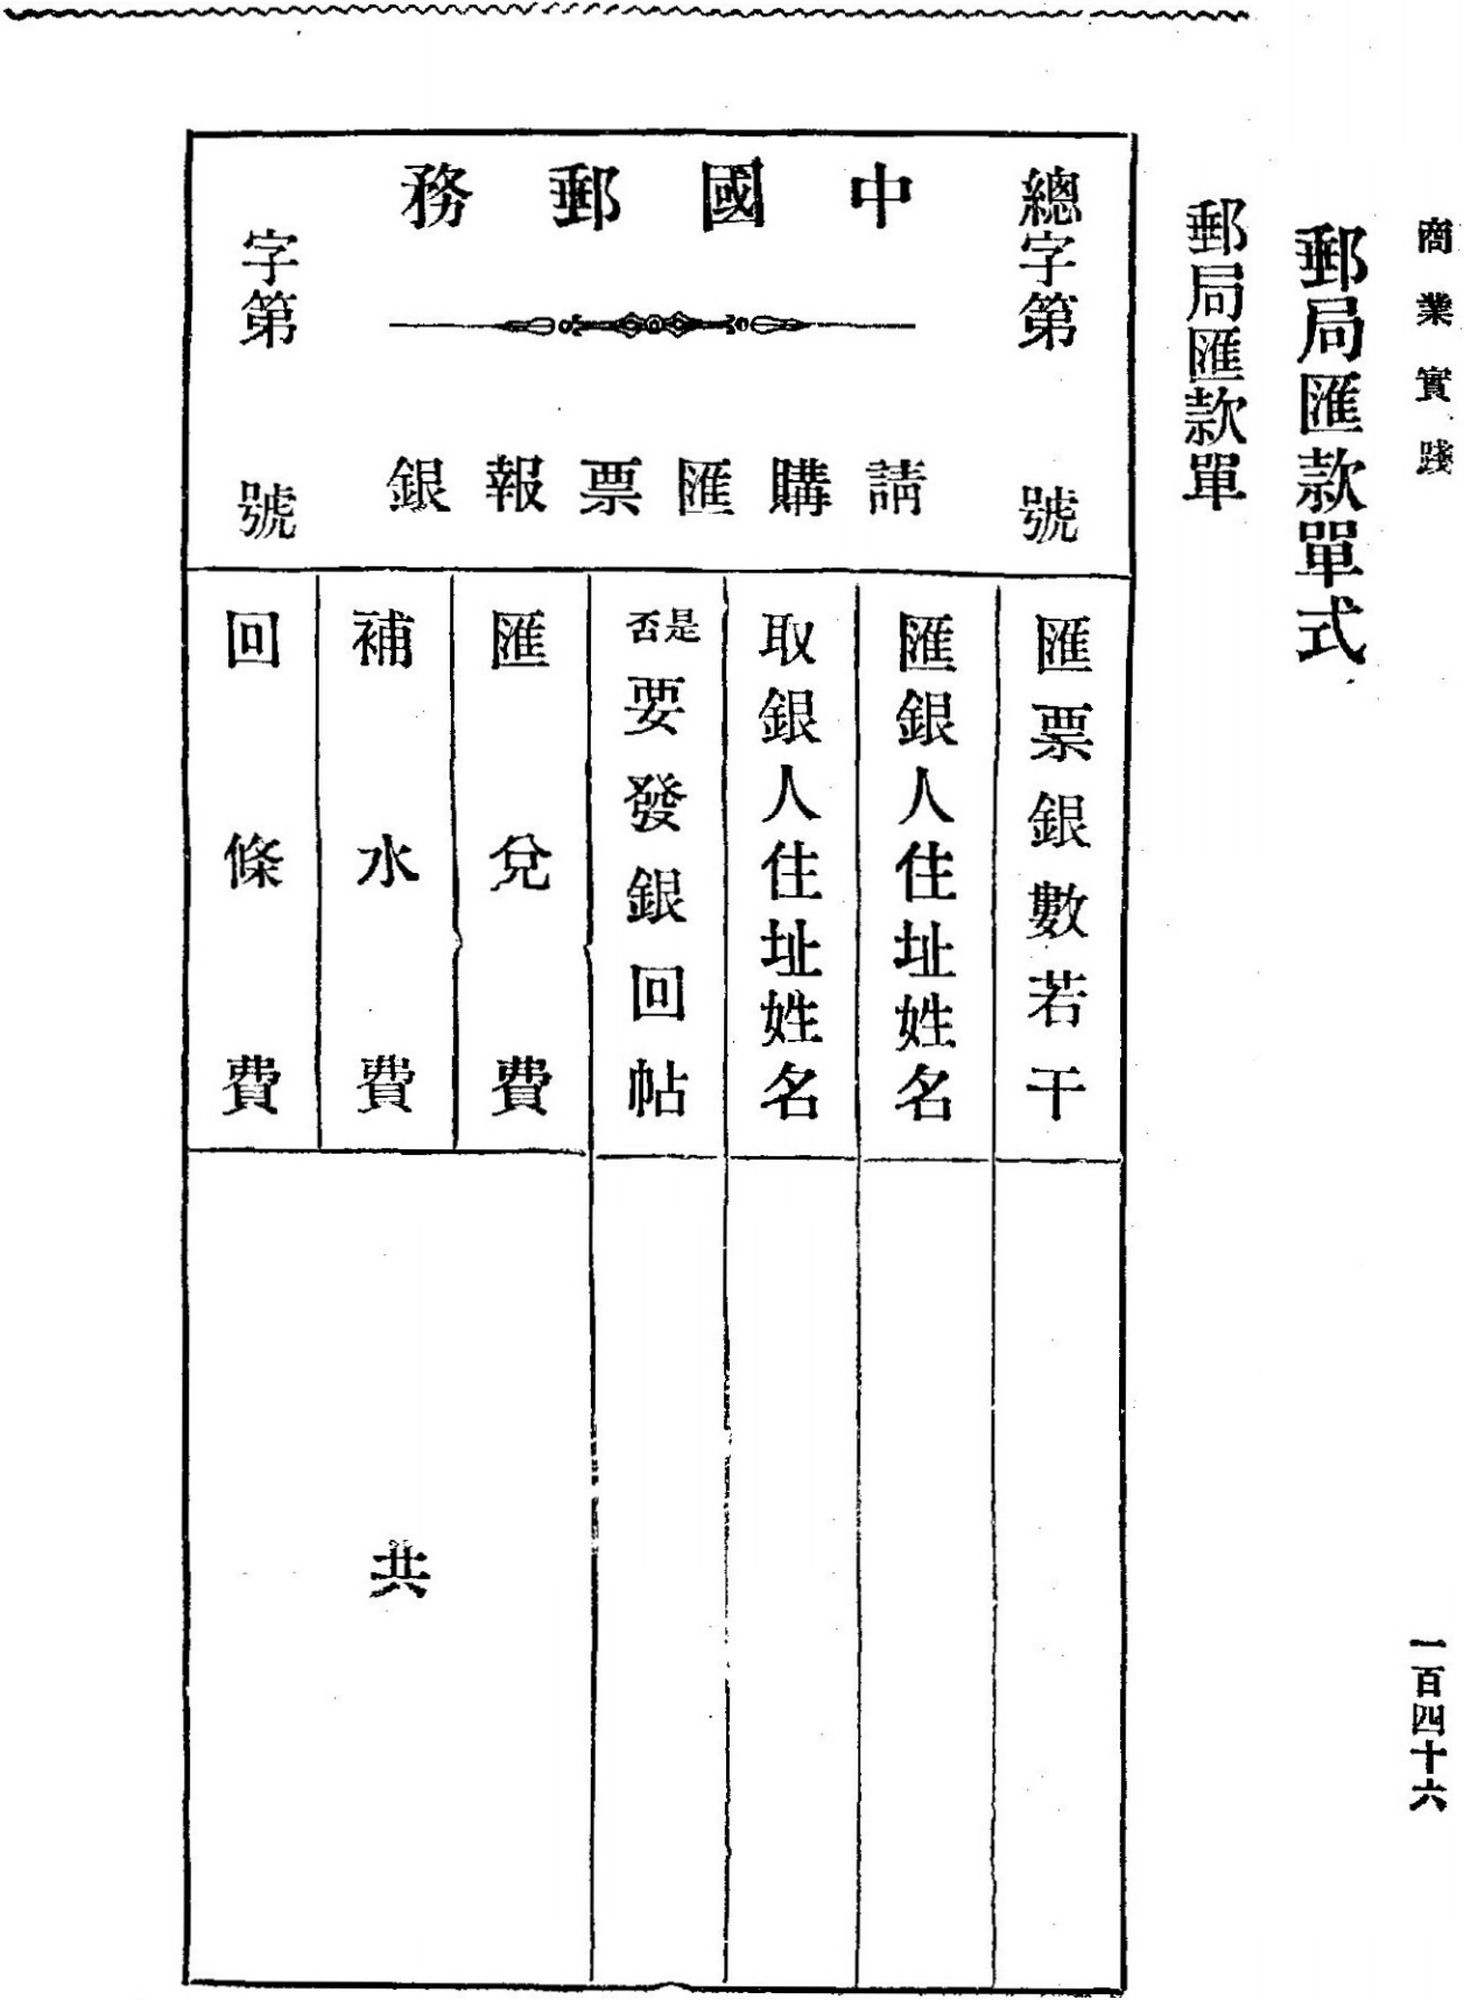 商業實踐
一百四十六
郵局匯款單式
郵局匯款單
總字第 號
中國郵務
請購匯票報銀
字第 號
匯票銀數若干
匯銀人住址姓名
取銀人住址姓名
是否要發銀回帖
匯兌費
補水費
回條費
共